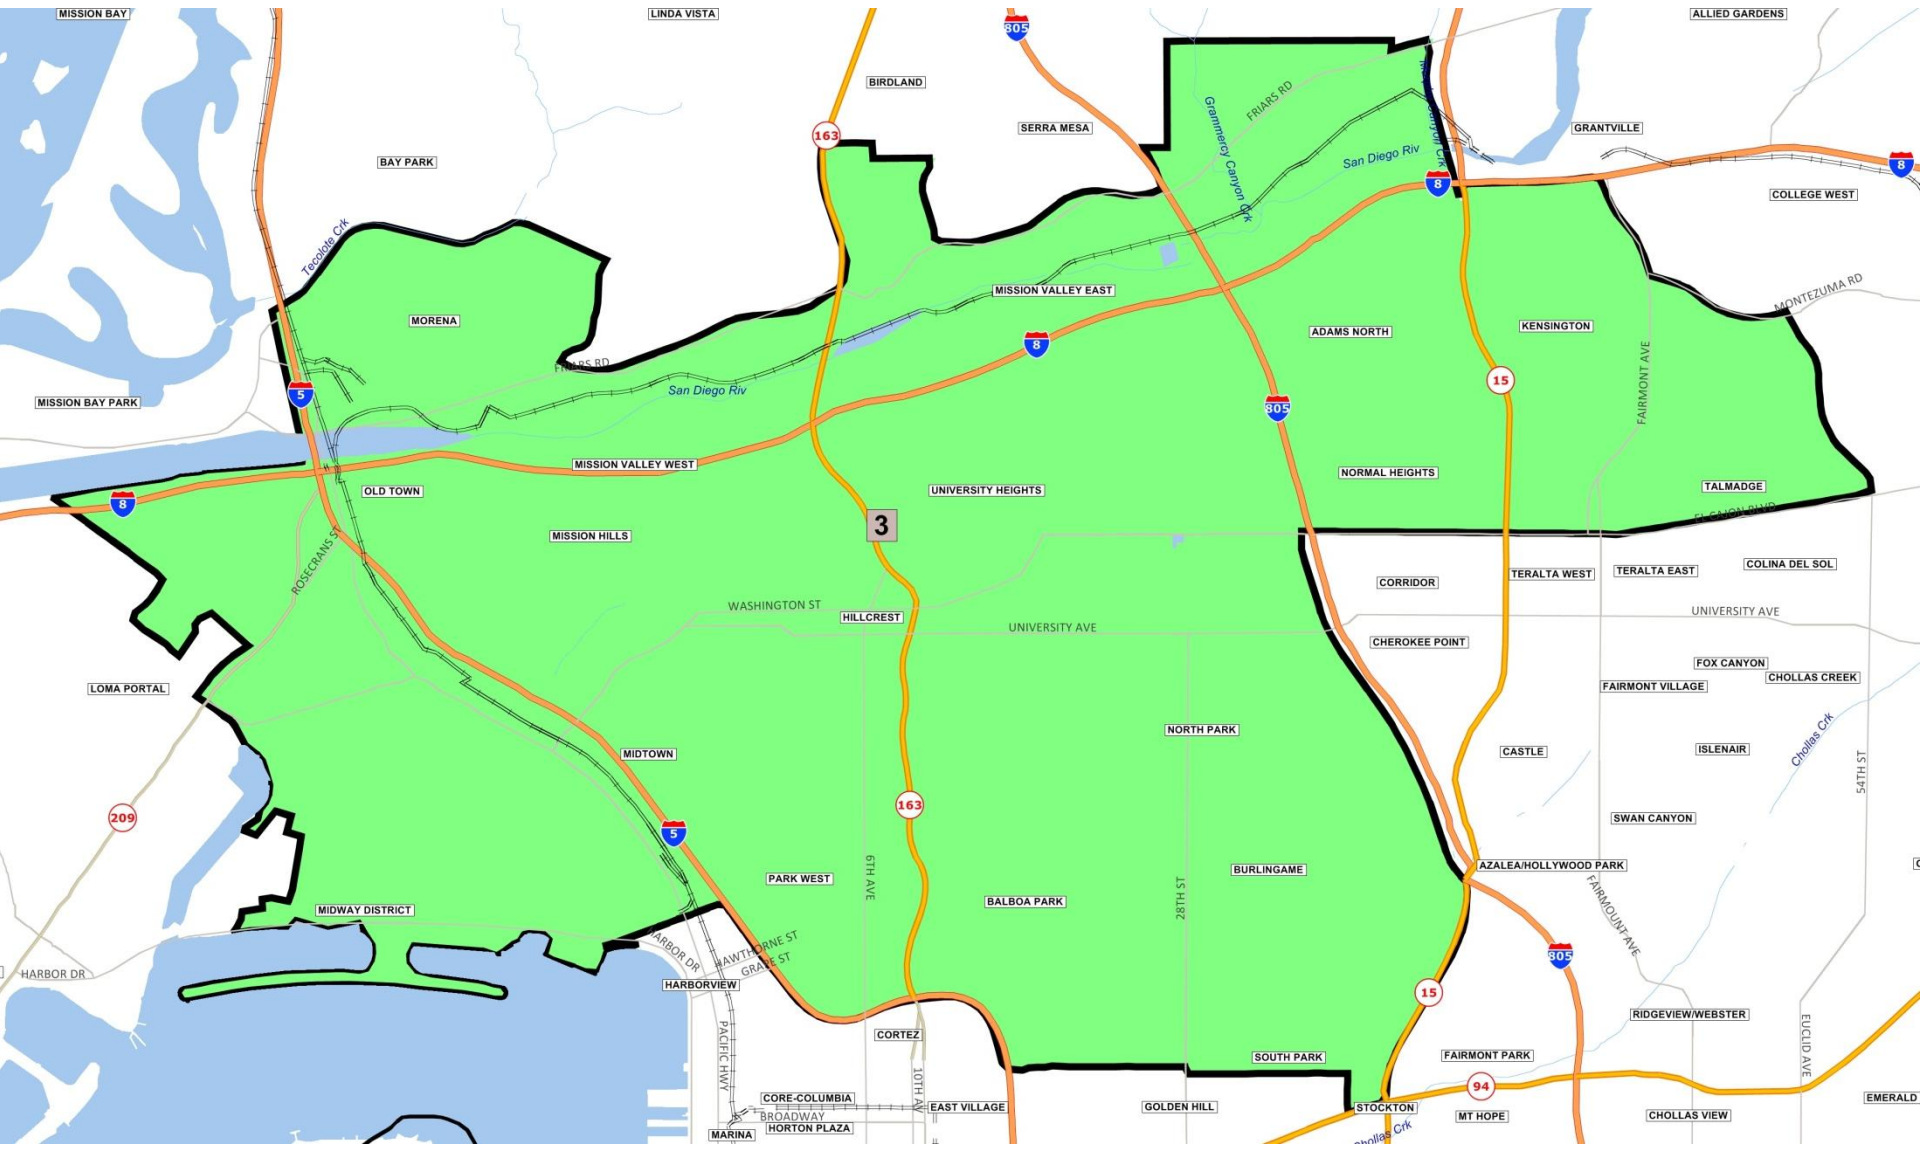 MISSION BAY
LINDA VISTA
805
ALLIED GARDENS
BIRDLAND
163
SERRA MESA
FRIARS RD
Grammercy Canyon Crk
GRANTVILLE
San Diego Riv
BAY PARK
8
8
COLLEGE WEST
Tecolote Crk
MISSION VALLEY EAST
MONTEZUMA RD
MORENA
ADAMS NORTH
KENSINGTON
8
FRIARS RD
San Diego Riv
FAIRMONT AVE
15
5
MISSION BAY PARK
805
MISSION VALLEY WEST
NORMAL HEIGHTS
OLD TOWN
UNIVERSITY HEIGHTS
TALMADGE
8
EL CAJON BLVD
3
MISSION HILLS
ROSECRANS ST
CORRIDOR
TERALTA WEST
TERALTA EAST
COLINA DEL SOL
WASHINGTON ST
HILLCREST
UNIVERSITY AVE
UNIVERSITY AVE
CHEROKEE POINT
FOX CANYON
CHOLLAS CREEK
LOMA PORTAL
FAIRMONT VILLAGE
NORTH PARK
Chollas Crk
MIDTOWN
CASTLE
ISLENAIR
54TH ST
209
163
5
SWAN CANYON
AZALEA/HOLLYWOOD PARK
PARK WEST
6TH AVE
BURLINGAME
28TH ST
BALBOA PARK
FAIRMOUNT AVE
MIDWAY DISTRICT
HARBOR DR
HAWTHORNE ST
GRAPE ST
805
HARBOR DR
HARBORVIEW
15
RIDGEVIEW/WEBSTER
CORTEZ
PACIFIC HWY
SOUTH PARK
FAIRMONT PARK
EUCLID AVE
94
10TH AV
CORE-COLUMBIA
EAST VILLAGE
GOLDEN HILL
STOCKTON
EMERALD
BROADWAY
MT HOPE
CHOLLAS VIEW
MARINA
HORTON PLAZA
Chollas Crk